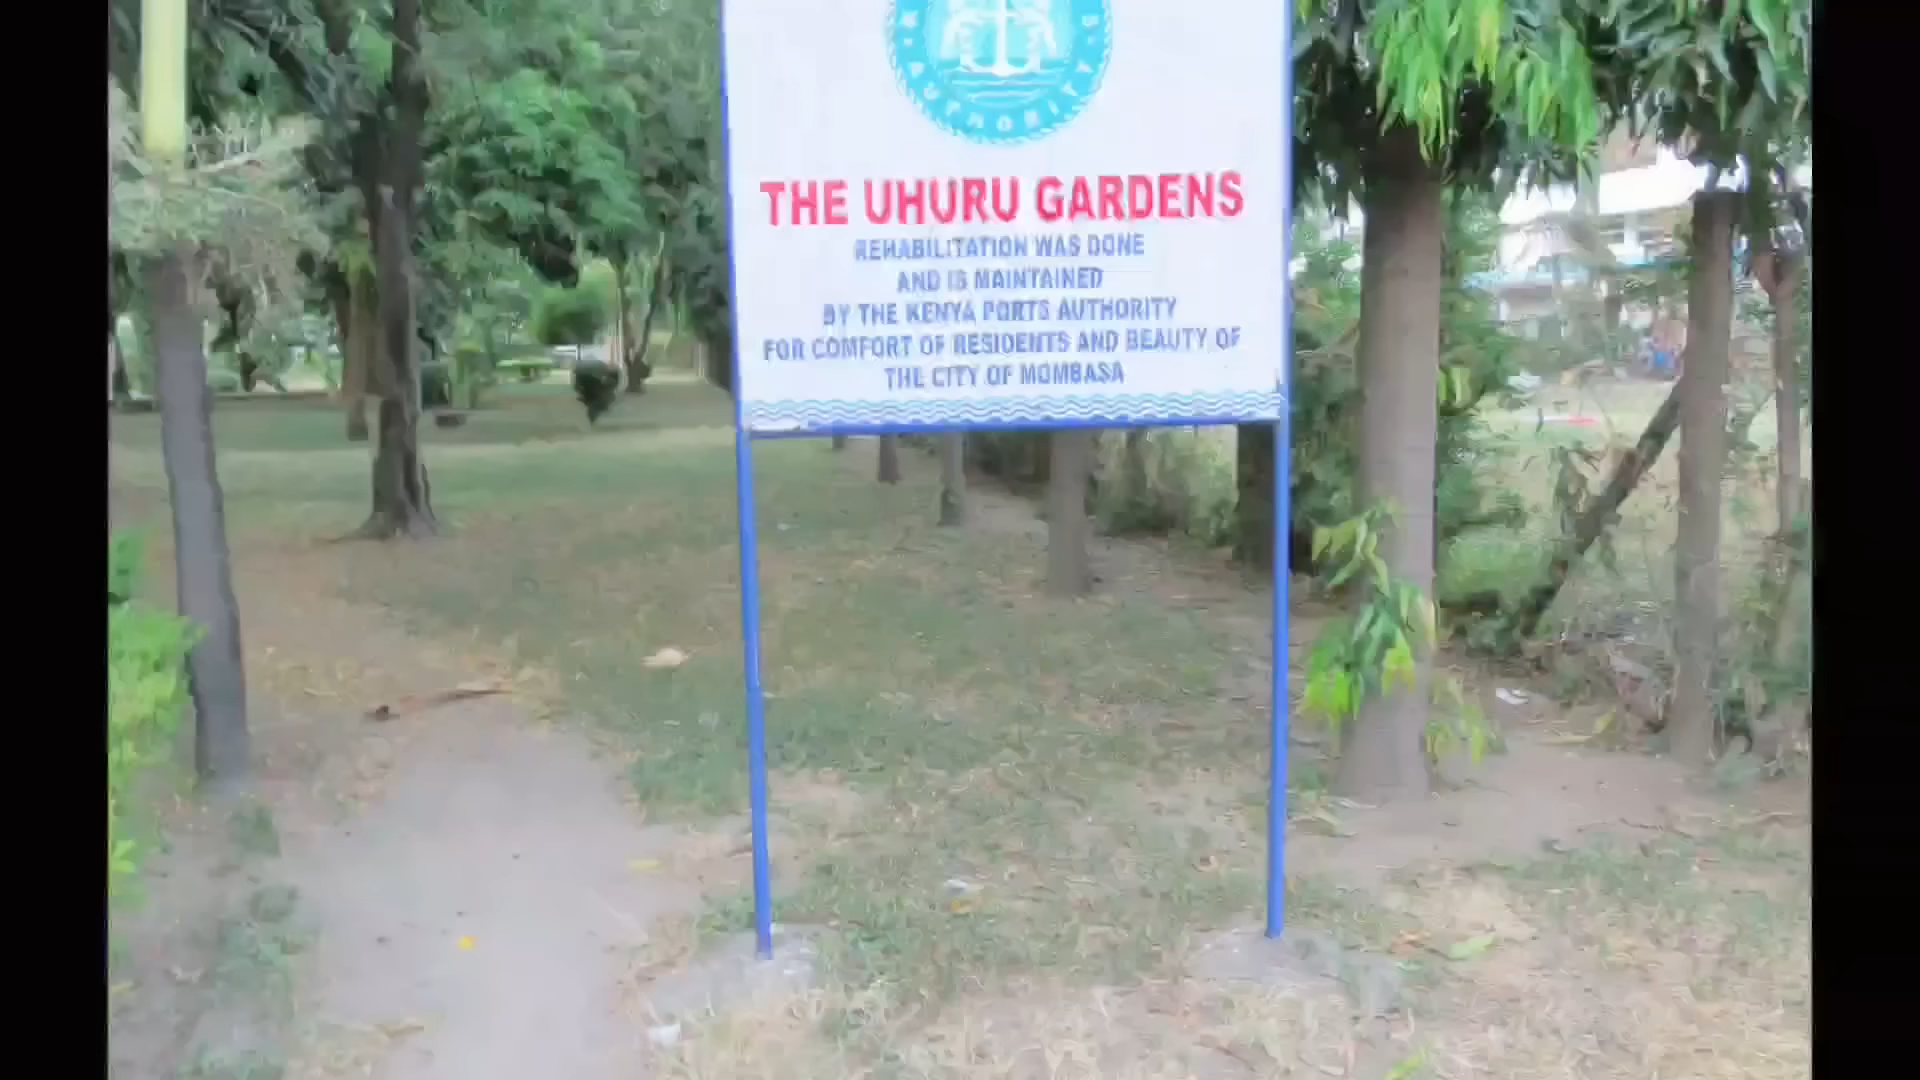 AUTHORITY
THE UHURU GARDENS
REHABILITATION WAS DONE
AND IS MAINTAINED
BY THE KENYA PORTS AUTHORITY
FOR COMFORT OF RESIDENTS AND BEAUTY OF
THE CITY OF MOMBASA